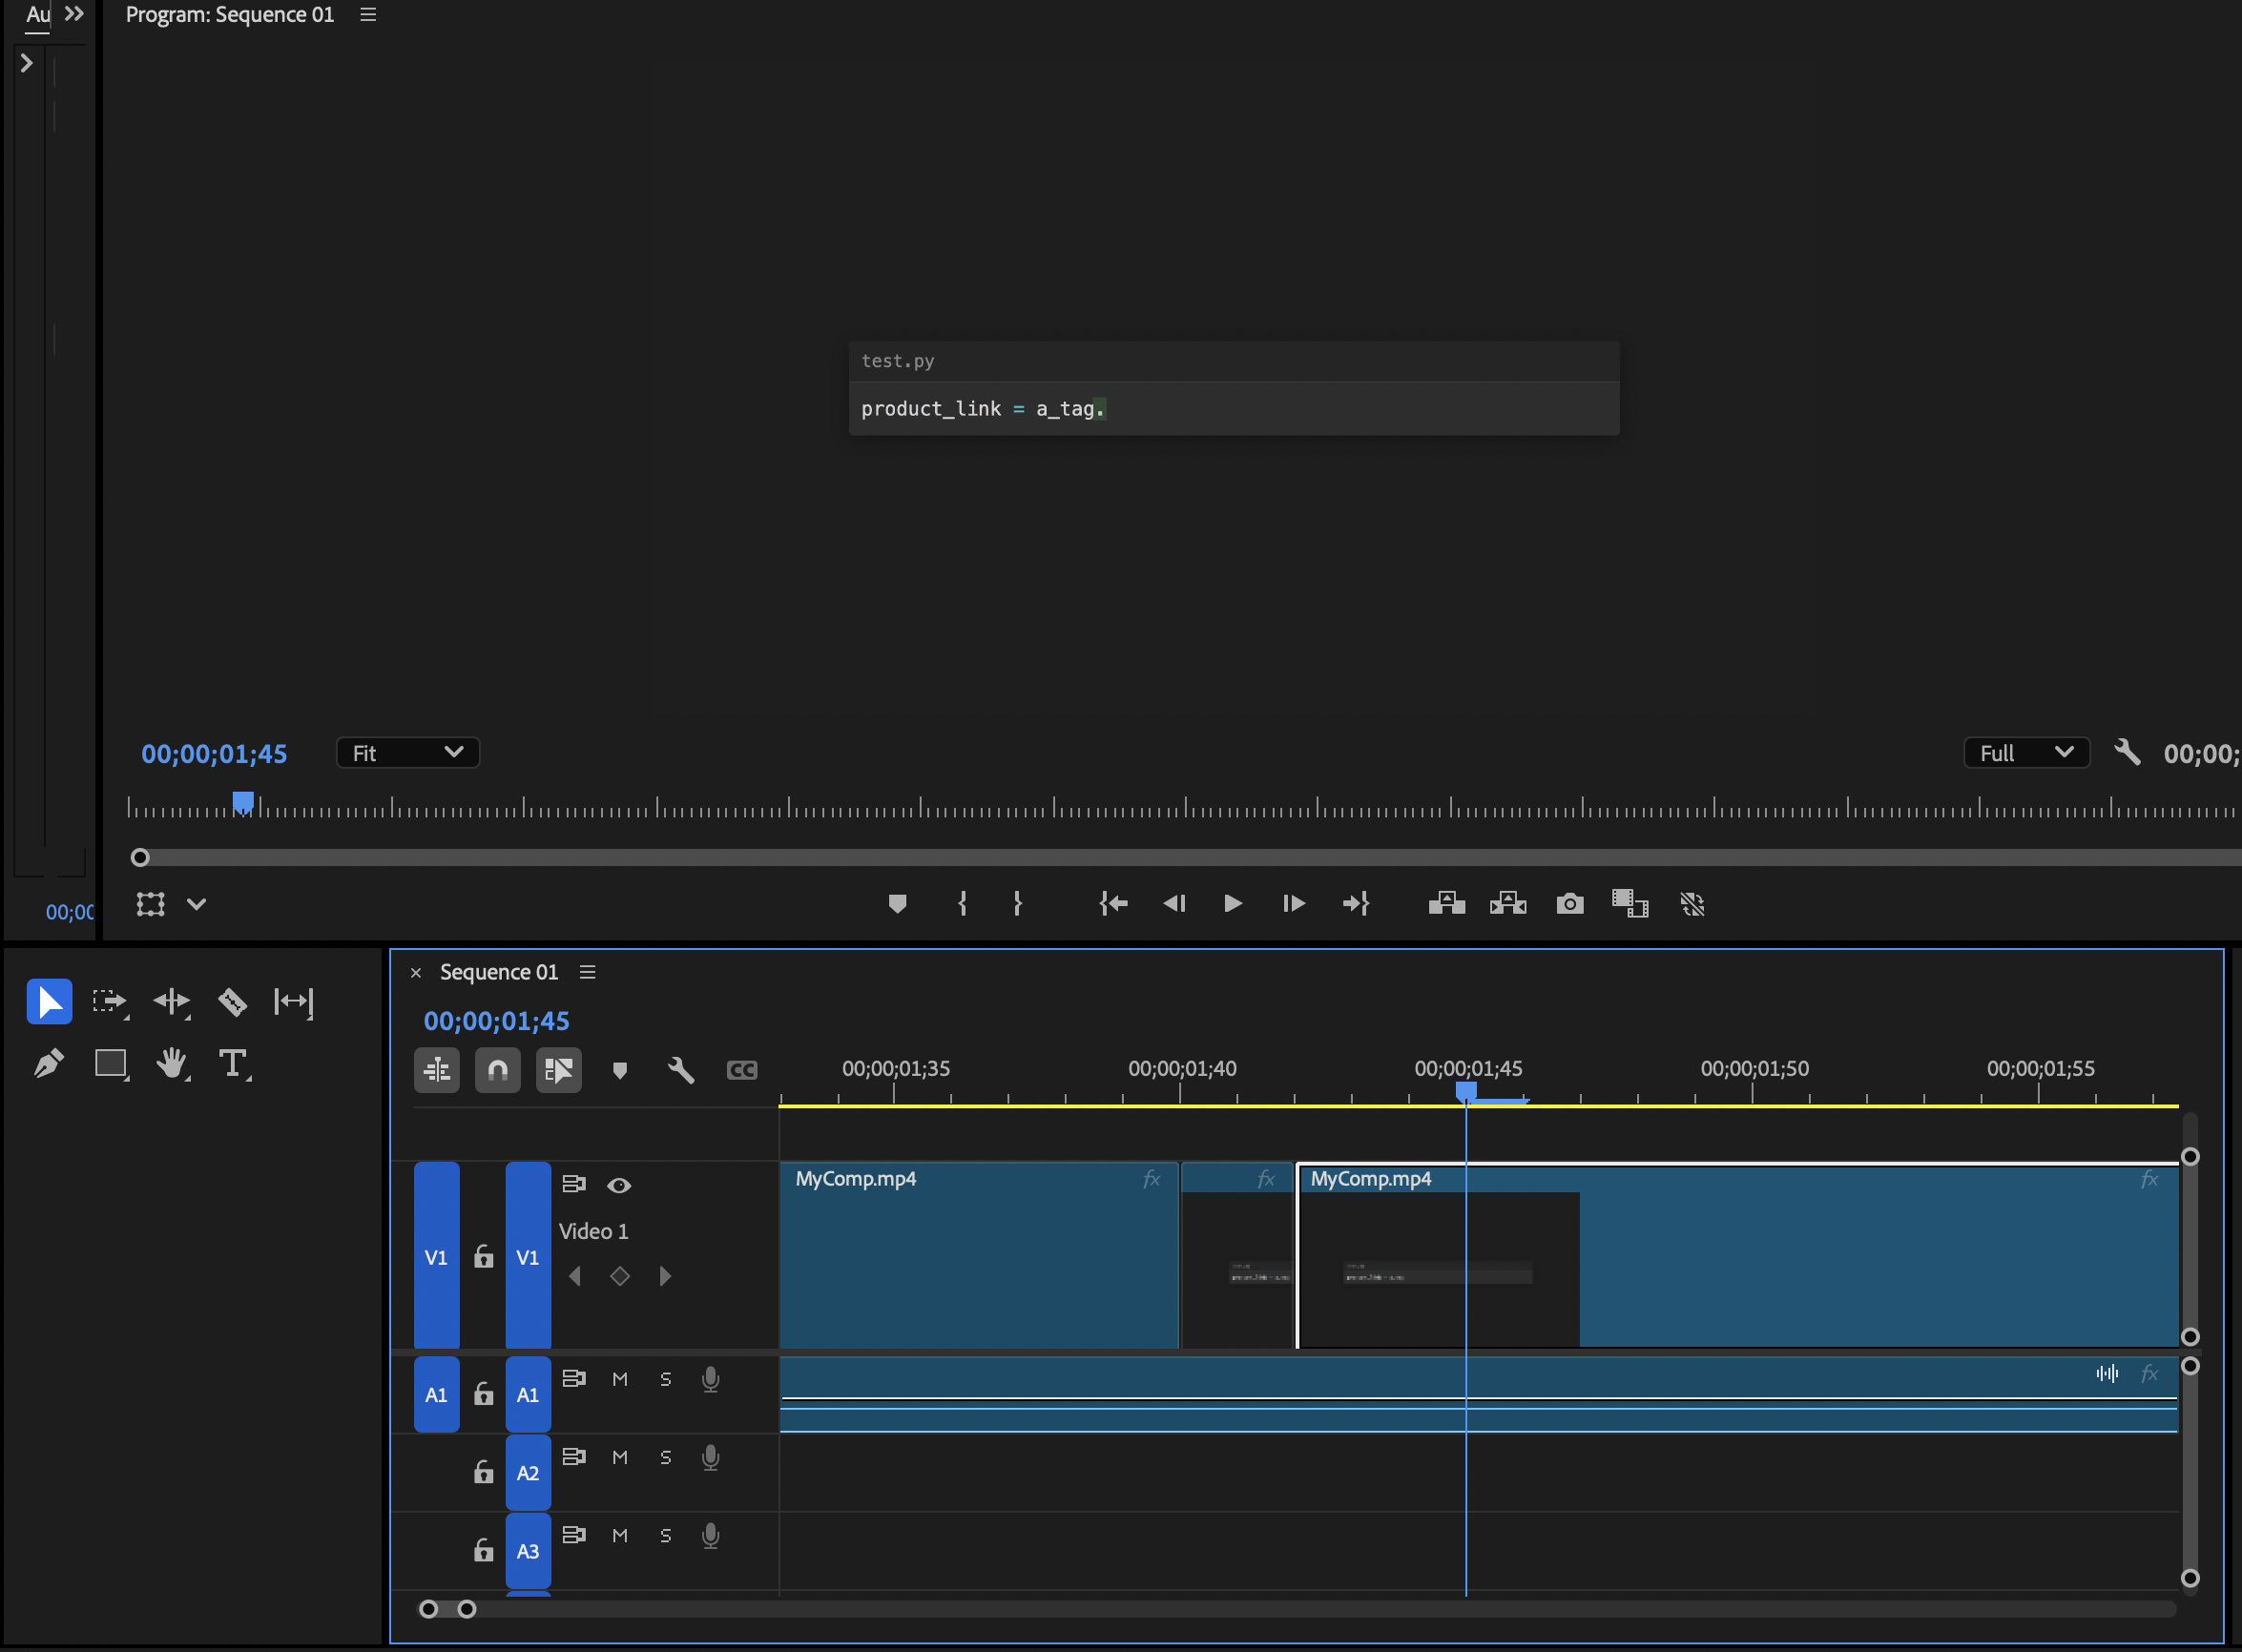 Au
Program: Sequence 01
test.py
product_link = a_tag.
00;00;01;45
Fit
Full
00;00;
00;00
Sequence 01
00;00;01;45
CC
00;00;01;35
00;00;01;40
00;00;01;45
00;00;01;50
00;00;01;55
MyComp.mp4
fx
fx
MyComp.mp4
fx
V1
V1
Video 1
A1
A1
M
S
fx
A2
M
S
A3
M
S